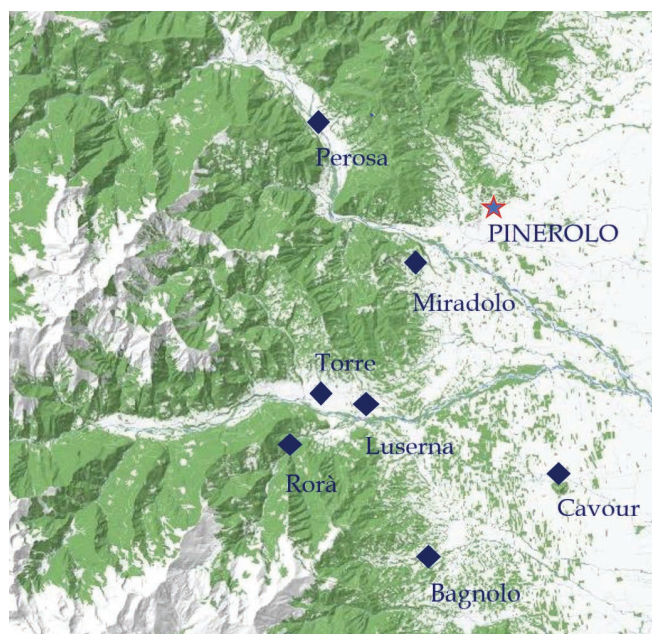 Perosa
PINEROLO
Miradolo
Torre
Luserna
Rorà
Cavour
Bagnolo